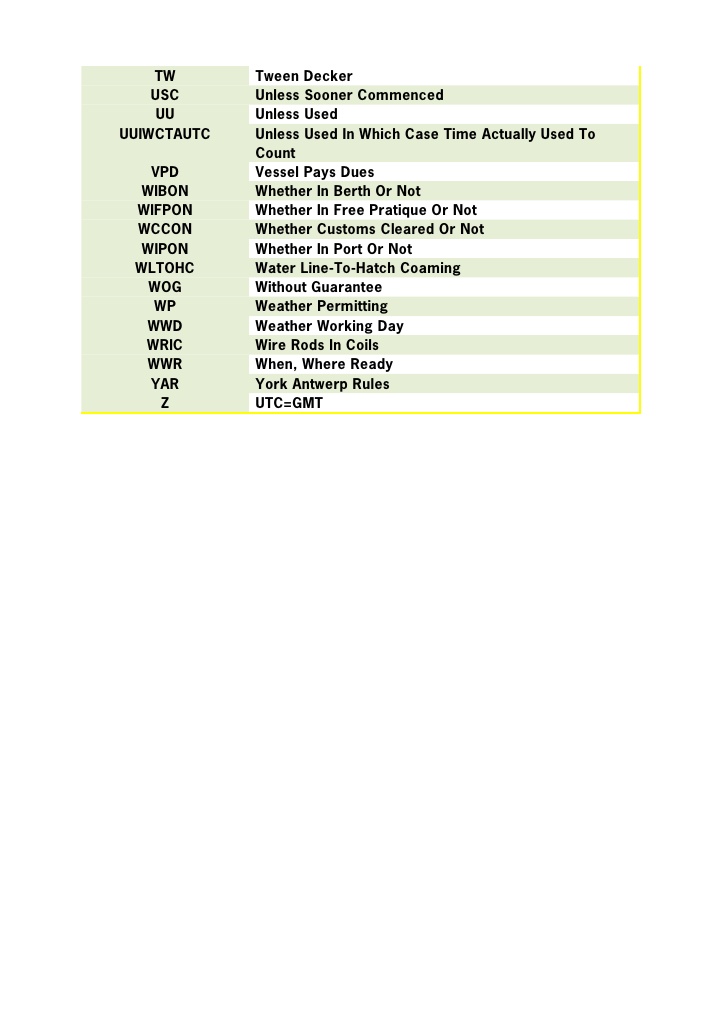 TW Tween Decker
USC Unless Sooner Commenced
UU Unless Used
UUIWCTAUTC Unless Used In Which Case Time Actually Used To
Count
VPD Vessel Pays Dues
WIBON Whether In Berth Or Not
WIFPON Whether In Free Pratique Or Not
WCCON Whether Customs Cleared Or Not
WIPON Whether In Port Or Not
WLTOHC Water Line-To-Hatch Coaming
WOG Without Guarantee
WP Weather Permitting
WWD Weather Working Day
WRIC Wire Rods In Coils
WWR When, Where Ready
YAR York Antwerp Rules
Z UTC=GMT